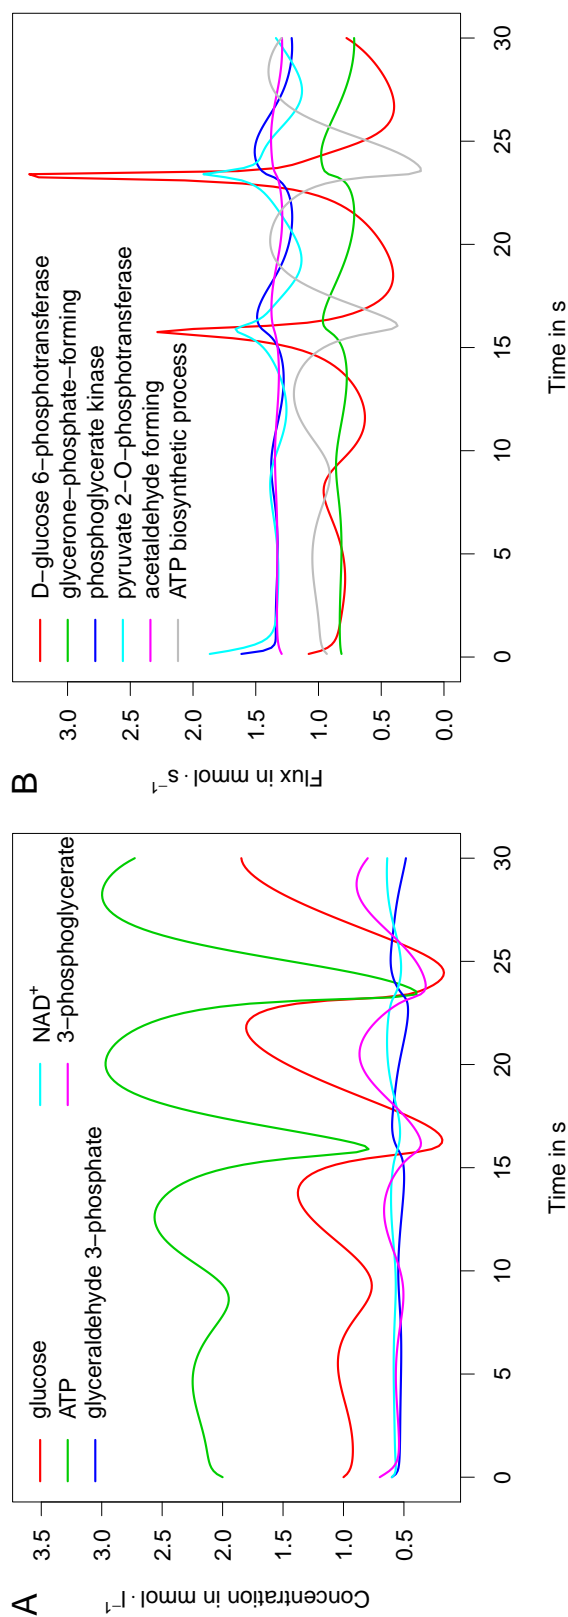 A
glucose
ATP
glyceraldehyde 3−phosphate
NAD+
3−phosphoglycerate
3.5
3.0
2.5
2.0
1.5
1.0
0.5
Concentration in mmol · l−1
0 5 10 15 20 25 30
Time in s
B
D−glucose 6−phosphotransferase
glycerone−phosphate−forming
phosphoglycerate kinase
pyruvate 2−O−phosphotransferase
acetaldehyde forming
ATP biosynthetic process
3.0
2.5
2.0
1.5
1.0
0.5
0.0
Flux in mmol · s−1
0 5 10 15 20 25 30
Time in s